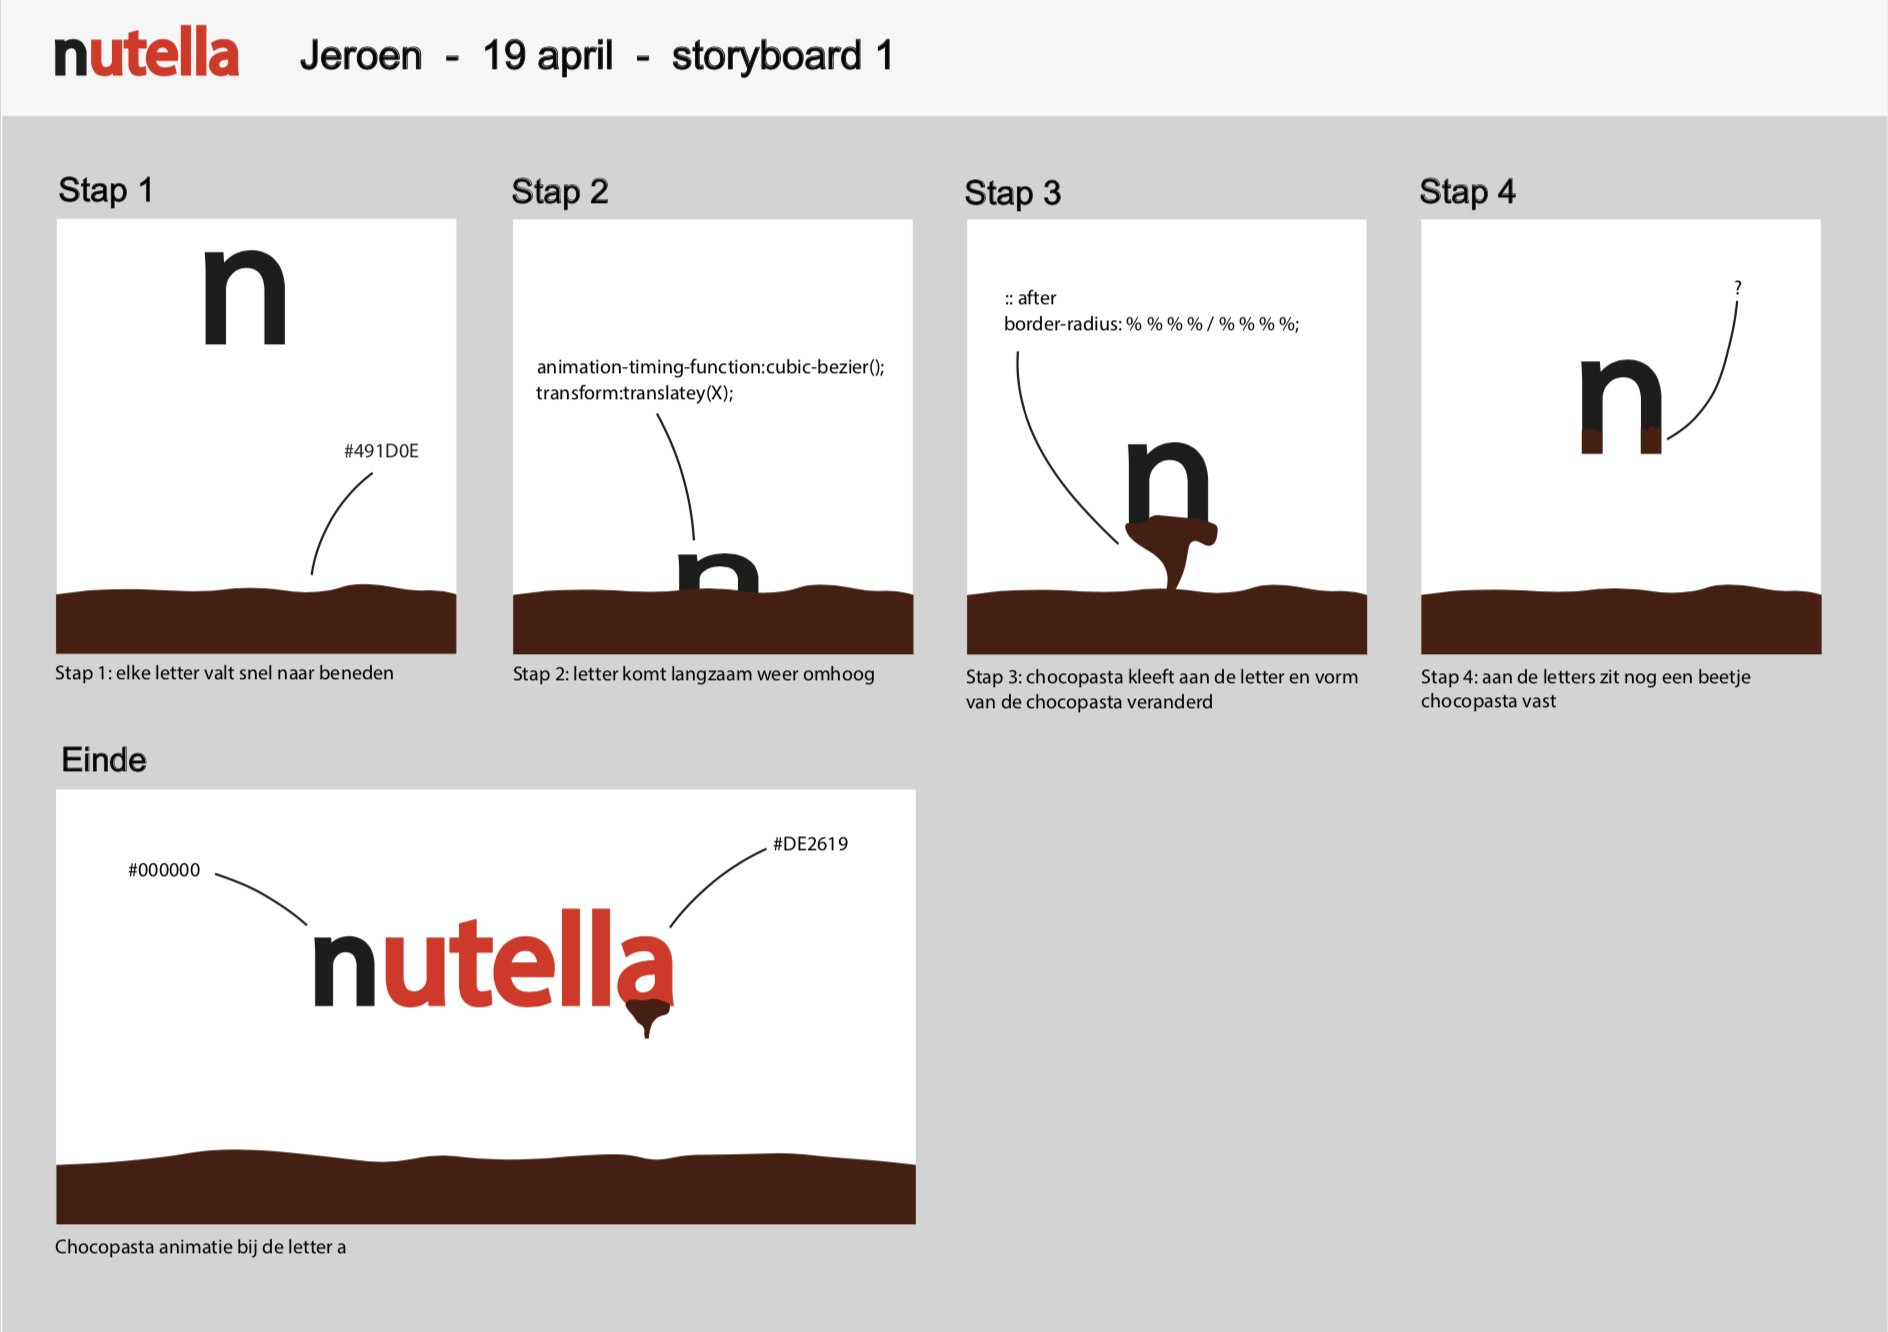 nutella Jeroen - 19 april - storyboard 1
Stap 1
n
#491D0E
Stap 1: elke letter valt snel naar beneden
Stap 2
animation-timing-function:cubic-bezier();
transform:translatey(X);
n
Stap 2: letter komt langzaam weer omhoog
Stap 3
:: after
border-radius: % % % % / % % % %;
n
Stap 3: chocopasta kleeft aan de letter en vorm
van de chocopasta veranderd
Stap 4
?
n
Stap 4: aan de letters zit nog een beetje
chocopasta vast
Einde
#000000
#DE2619
nutella
Chocopasta animatie bij de letter a